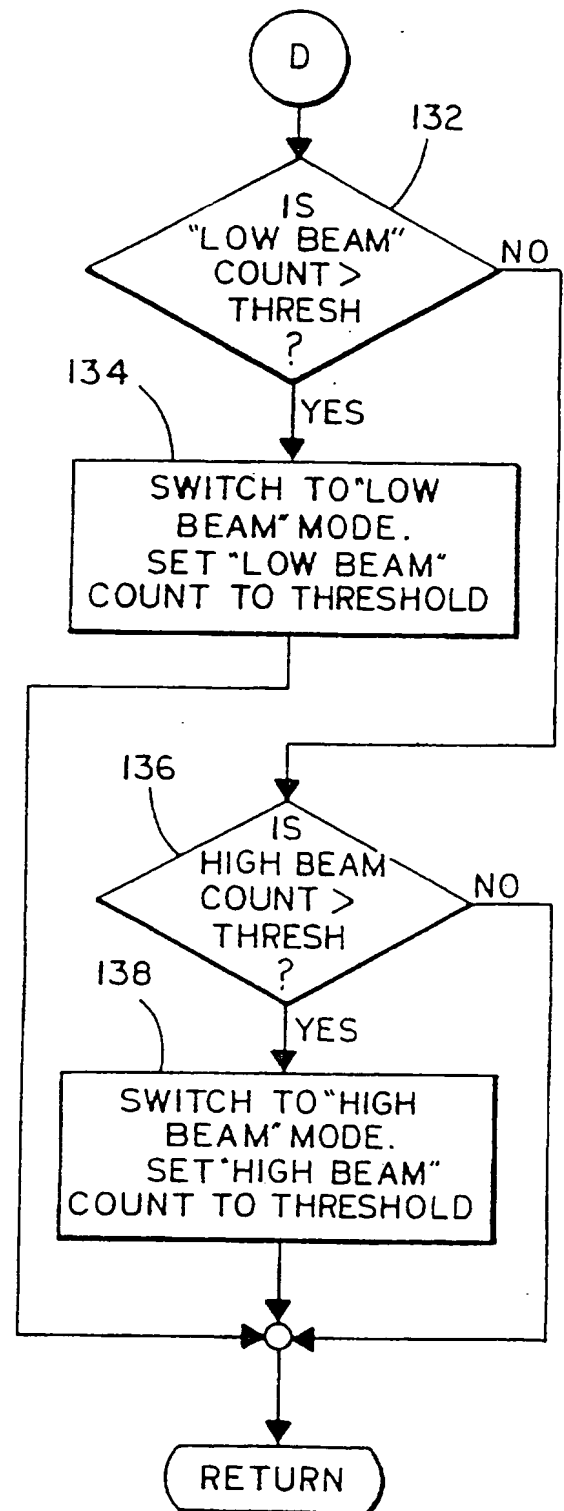 D
132
IS
"LOW BEAM"
COUNT >
THRESH
?
NO
YES
134
SWITCH TO "LOW
BEAM" MODE.
SET "LOW BEAM"
COUNT TO THRESHOLD
136
IS
HIGH BEAM
COUNT >
THRESH
?
NO
YES
138
SWITCH TO "HIGH
BEAM" MODE.
SET "HIGH BEAM"
COUNT TO THRESHOLD
RETURN